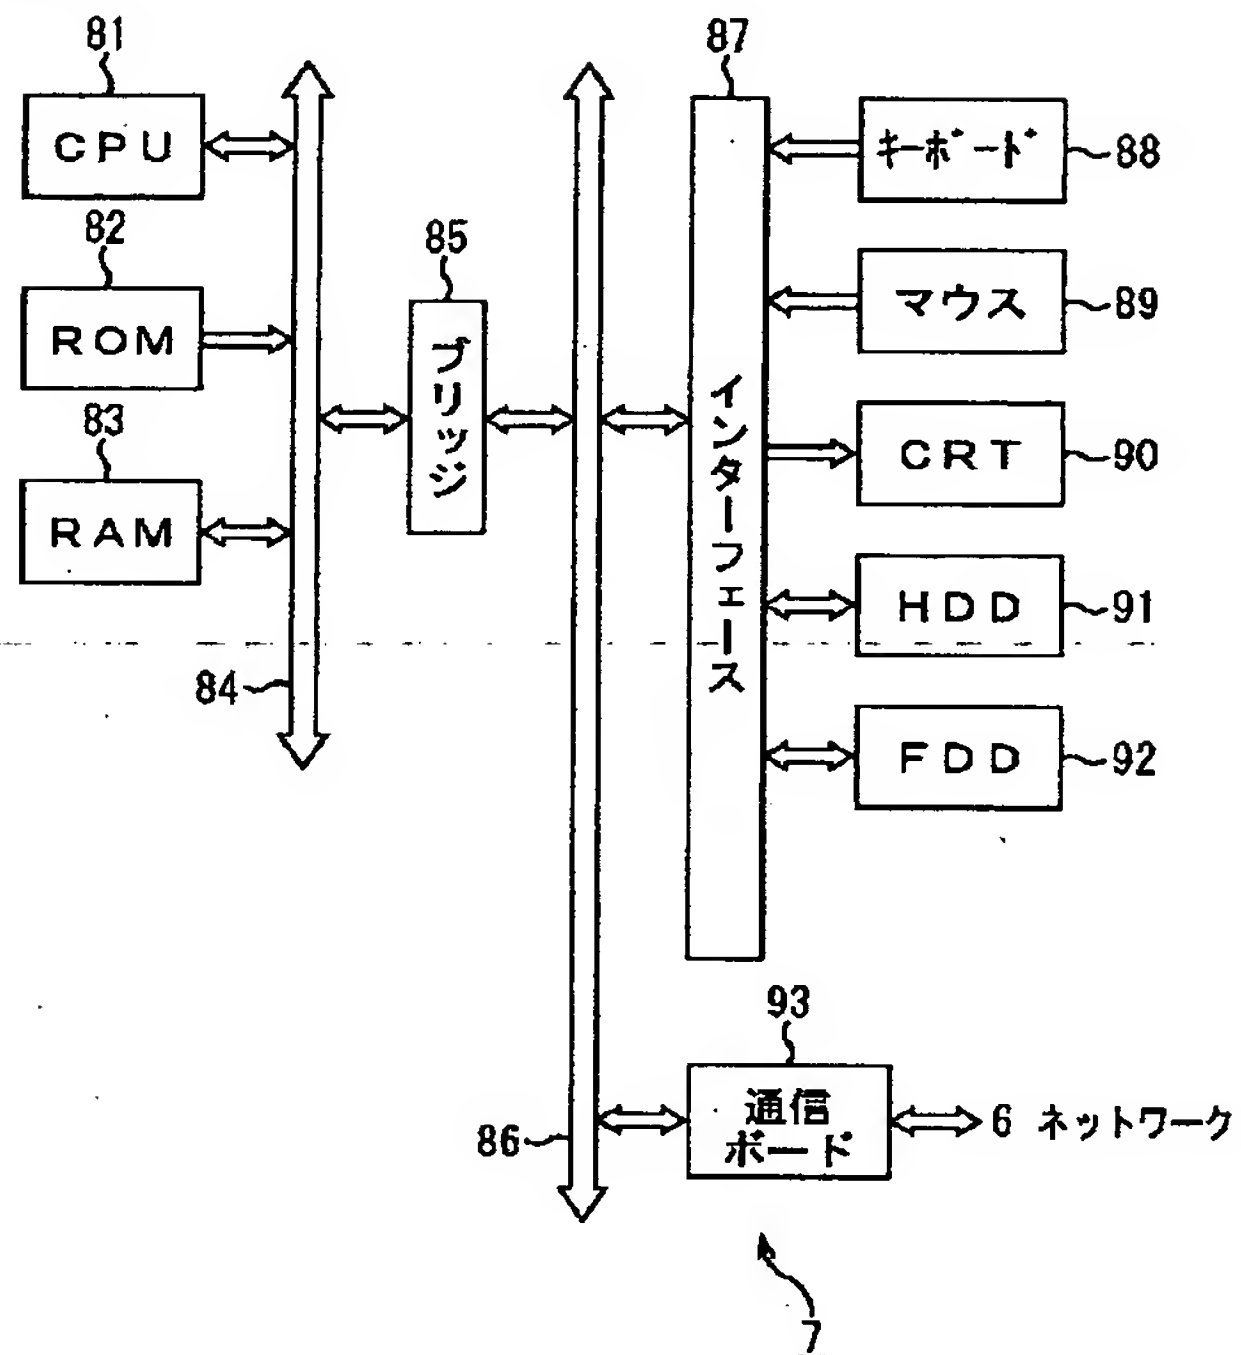 81
CPU
82
ROM
83
RAM
84
85
ブリッジ
86
87
インターフェース
キーボード 88
マウス 89
CRT 90
HDD 91
FDD 92
93
通信
ボード
6 ネットワーク
7